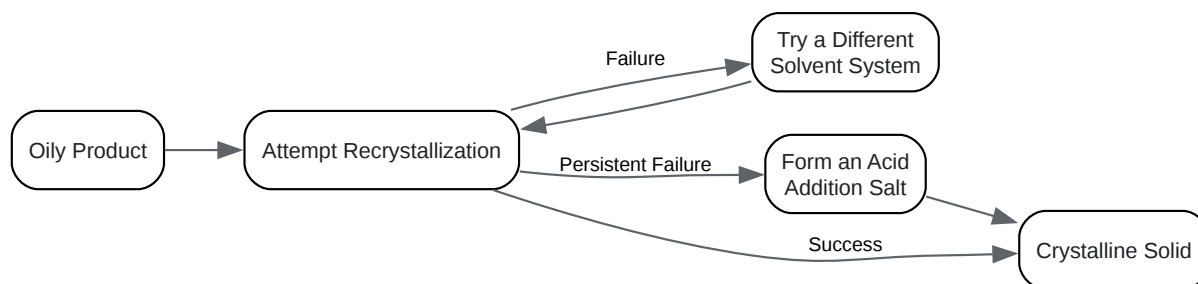 Oily Product
Attempt Recrystallization
Failure
Try a Different
Solvent System
Persistent Failure
Form an Acid
Addition Salt
Success
Crystalline Solid